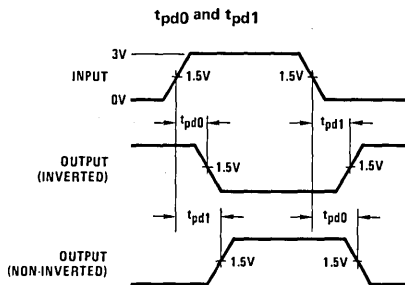 tpd0 and tpd1
3V
INPUT
1.5V
1.5V
0V
tpd0
tpd1
OUTPUT
(INVERTED)
1.5V
1.5V
tpd1
tpd0
OUTPUT
(NON-INVERTED)
1.5V
1.5V